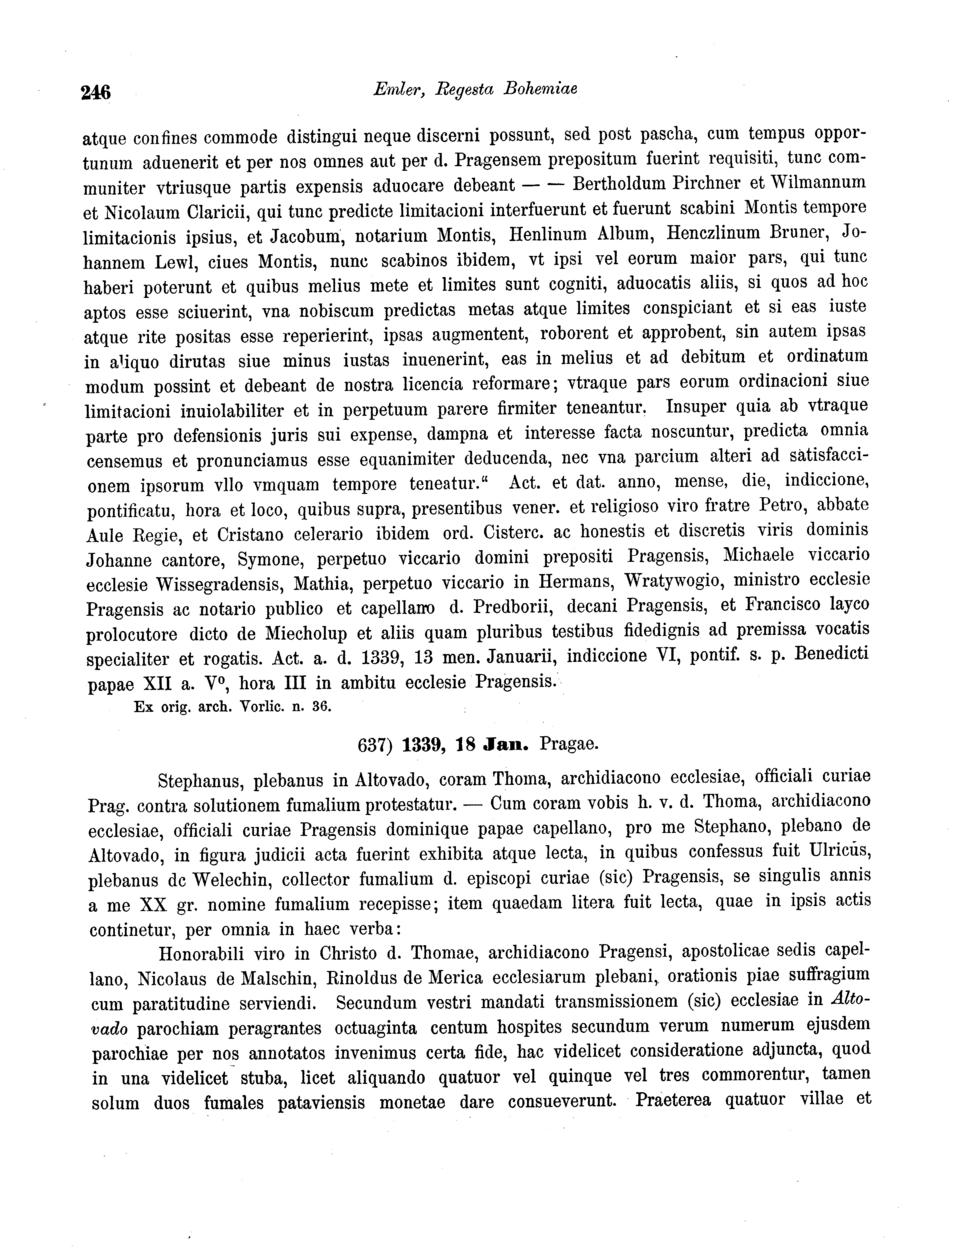 246
Emler, Regesta Bohemiae
atque confines commode distingui neque discerni possunt, sed post pascha, cum tempus oppor-
tunum aduenerit et per nos omnes aut per d. Pragensem prepositum fuerint requisiti, tunc com-
muniter vtriusque partis expensis aduocare debeant — — Bertholdum Pirchner et Wilmannum
et Nicolaum Claricii, qui tunc predicte limitacioni interfuerunt et fuerunt scabini Montis tempore
limitacionis ipsius, et Jacobum, notarium Montis, Henlinum Album, Henczlinum Bruner, Jo-
hannem Lewl, ciues Montis, nunc scabinos ibidem, vt ipsi vel eorum maior pars, qui tunc
haberi poterunt et quibus melius mete et limites sunt cogniti, aduocatis aliis, si quos ad hoc
aptos esse sciuerint, vna nobiscum predictas metas atque limites conspiciant et si eas iuste
atque rite positas esse reperierint, ipsas augmentent, roborent et approbent, sin autem ipsas
in aliquo dirutas siue minus iustas inuenerint, eas in melius et ad debitum et ordinatum
modum possint et debeant de nostra licencia reformare; vtraque pars eorum ordinacioni siue
limitacioni inuiolabiliter et in perpetuum parere firmiter teneantur. Insuper quia ab vtraque
parte pro defensionis juris sui expense, dampna et interesse facta noscuntur, predicta omnia
censemus et pronunciamus esse equanimiter deducenda, nec vna parcium alteri ad satisfacci-
onem ipsorum vllo vmquam tempore teneatur.“ Act. et dat. anno, mense, die, indiccione,
pontificatu, hora et loco, quibus supra, presentibus vener. et religioso viro fratre Petro, abbate
Aule Regie, et Cristano celerario ibidem ord. Cisterc. ac honestis et discretis viris dominis
Johanne cantore, Symone, perpetuo viccario domini prepositi Pragensis, Michaele viccario
ecclesie Wissegradensis, Mathia, perpetuo viccario in Hermans, Wratywogio, ministro ecclesie
Pragensis ac notario publico et capellano d. Predborii, decani Pragensis, et Francisco layco
prolocutore dicto de Miecholup et aliis quam pluribus testibus fidedignis ad premissa vocatis
specialiter et rogatis. Act. a. d. 1339, 13 men. Januarii, indiccione VI, pontif. s. p. Benedicti
papae XII a. V⁰, hora III in ambitu ecclesie Pragensis.
Ex orig. arch. Vorlic. n. 36.
637) 1339, 18 Jan. Pragae.
Stephanus, plebanus in Altovado, coram Thoma, archidiacono ecclesiae, officiali curiae
Prag. contra solutionem fumalium protestatur. — Cum coram vobis h. v. d. Thoma, archidiacono
ecclesiae, officiali curiae Pragensis dominique papae capellano, pro me Stephano, plebano de
Altovado, in figura judicii acta fuerint exhibita atque lecta, in quibus confessus fuit Ulricus,
plebanus de Welechin, collector fumalium d. episcopi curiae (sic) Pragensis, se singulis annis
a me XX gr. nomine fumalium recepisse; item quaedam litera fuit lecta, quae in ipsis actis
continetur, per omnia in haec verba:
Honorabili viro in Christo d. Thomae, archidiacono Pragensi, apostolicae sedis capel-
lano, Nicolaus de Malschin, Rinoldus de Merica ecclesiarum plebani, orationis piae suffragium
cum paratitudine serviendi. Secundum vestri mandati transmissionem (sic) ecclesiae in Alto-
vado parochiam peragrantes octuaginta centum hospites secundum verum numerum ejusdem
parochiae per nos annotatos invenimus certa fide, hac videlicet consideratione adjuncta, quod
in una videlicet stuba, licet aliquando quatuor vel quinque vel tres commorentur, tamen
solum duos fumales pataviensis monetae dare consueverunt. Praeterea quatuor villae et